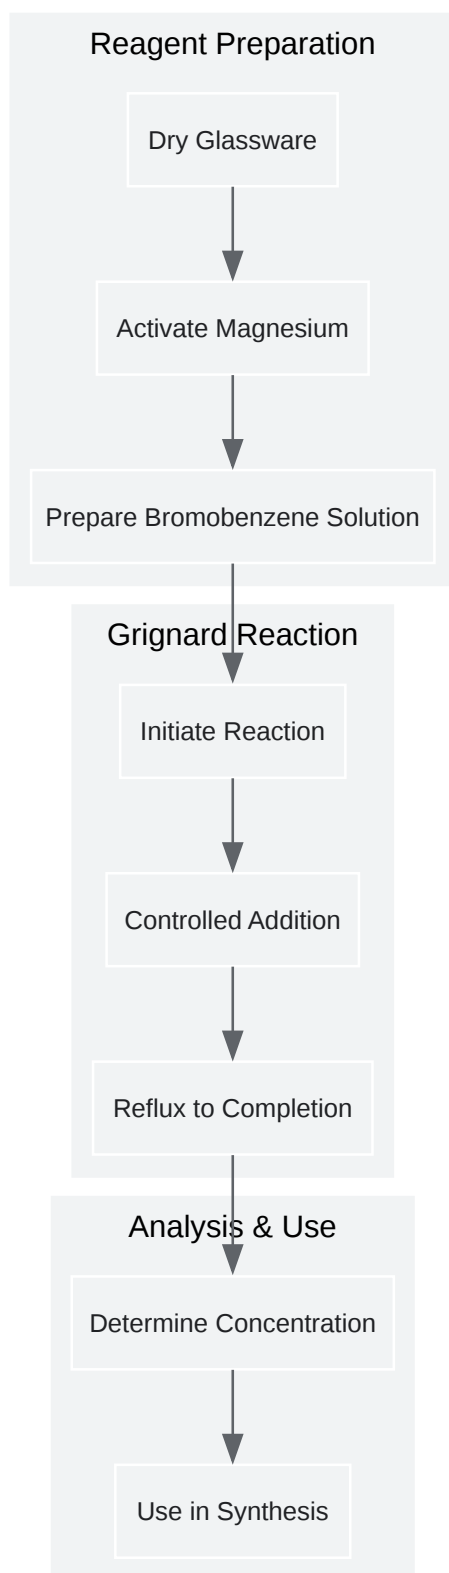 Reagent Preparation
Dry Glassware
Activate Magnesium
Prepare Bromobenzene Solution
Grignard Reaction
Initiate Reaction
Controlled Addition
Reflux to Completion
Analysis & Use
Determine Concentration
Use in Synthesis